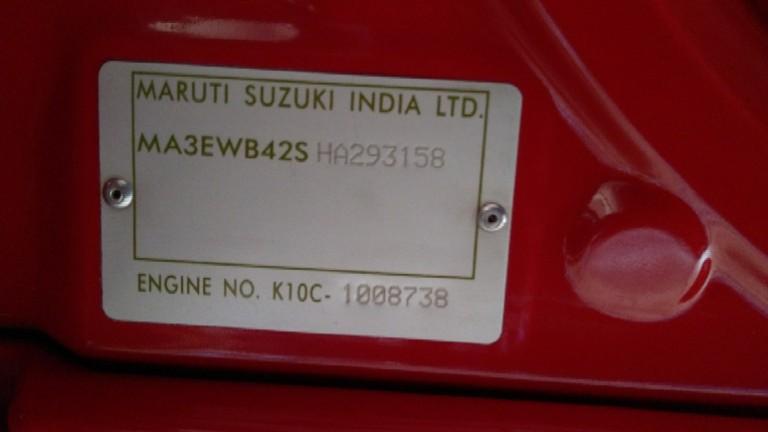 MARUTI SUZUKI INDIA LTD.
MA3EWB42S HA293158
ENGINE NO. K10C- 1008738